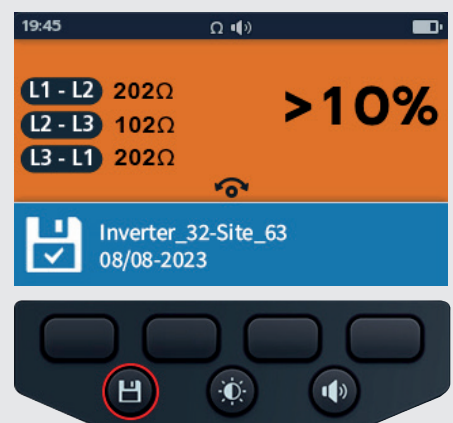 19:45 Ω
L1 - L2 202Ω >10%
L2 - L3 102Ω
L3 - L1 202Ω
Inverter_32-Site_63
08/08-2023